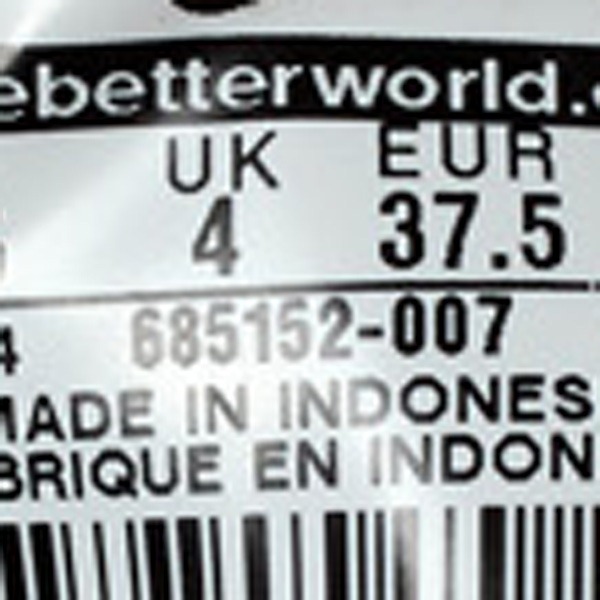 ebetterworld.
UK EUR
4 37.5
4 685152-007
MADE IN INDONES
BRIQUE EN INDON